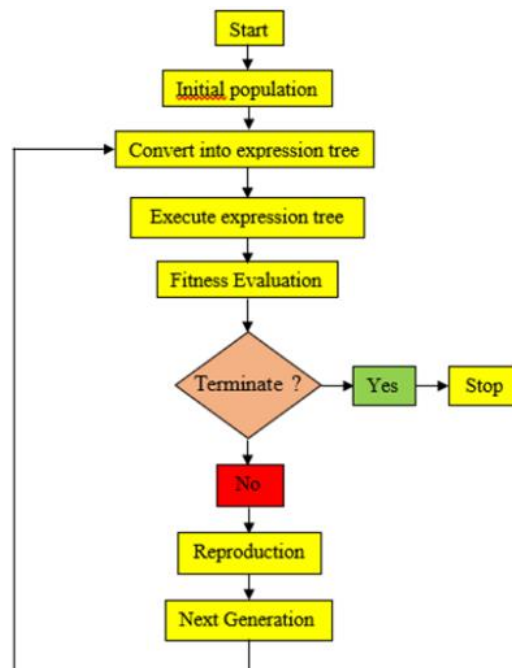 Start
Initial population
Convert into expression tree
Execute expression tree
Fitness Evaluation
Terminate ?
Yes
Stop
No
Reproduction
Next Generation